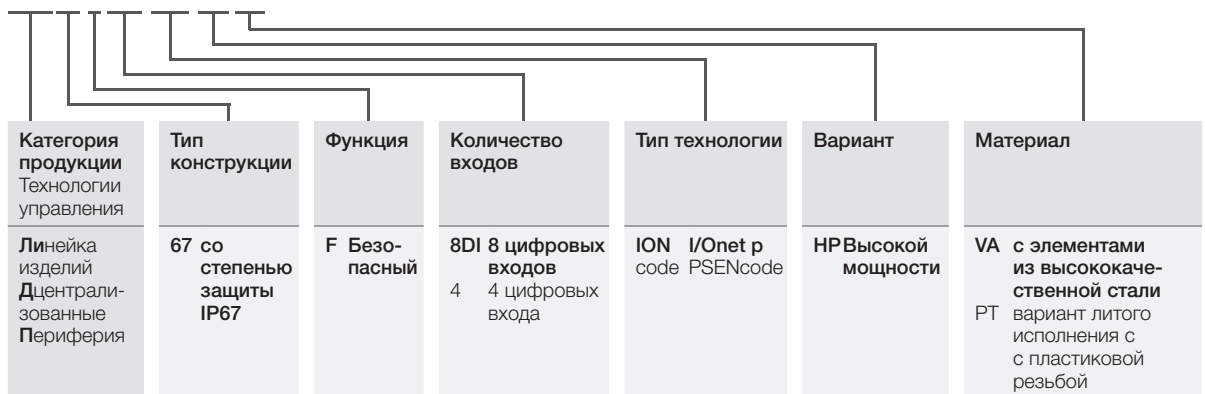 Категория
продукции
Технологии
управления
Линейка
изделий
Дцентрали-
зованные
Периферия
Тип
конструкции
67 со
степенью
защиты
IP67
Функция
F Безо-
пасный
Количество
входов
8DI 8 цифровых
входов
4 4 цифровых
входа
Тип технологии
ION I/Onet p
code PSENcode
Вариант
HPВысокой
мощности
Материал
VA с элементами
из высококаче-
ственной стали
PT вариант литого
исполнения с
с пластиковой
резьбой